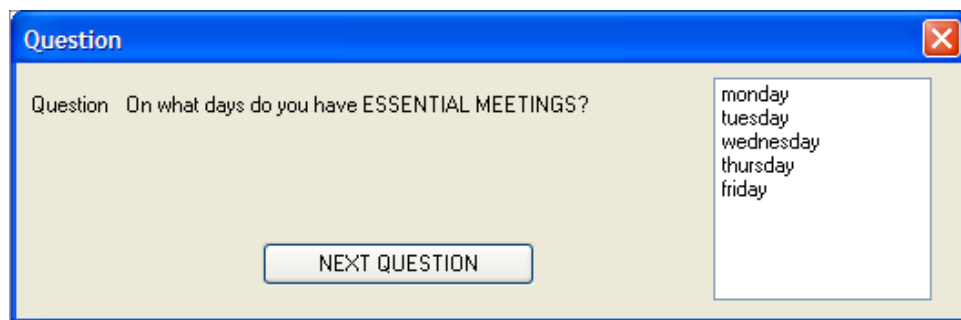 Question
Question On what days do you have ESSENTIAL MEETINGS?
monday
tuesday
wednesday
thursday
friday
NEXT QUESTION